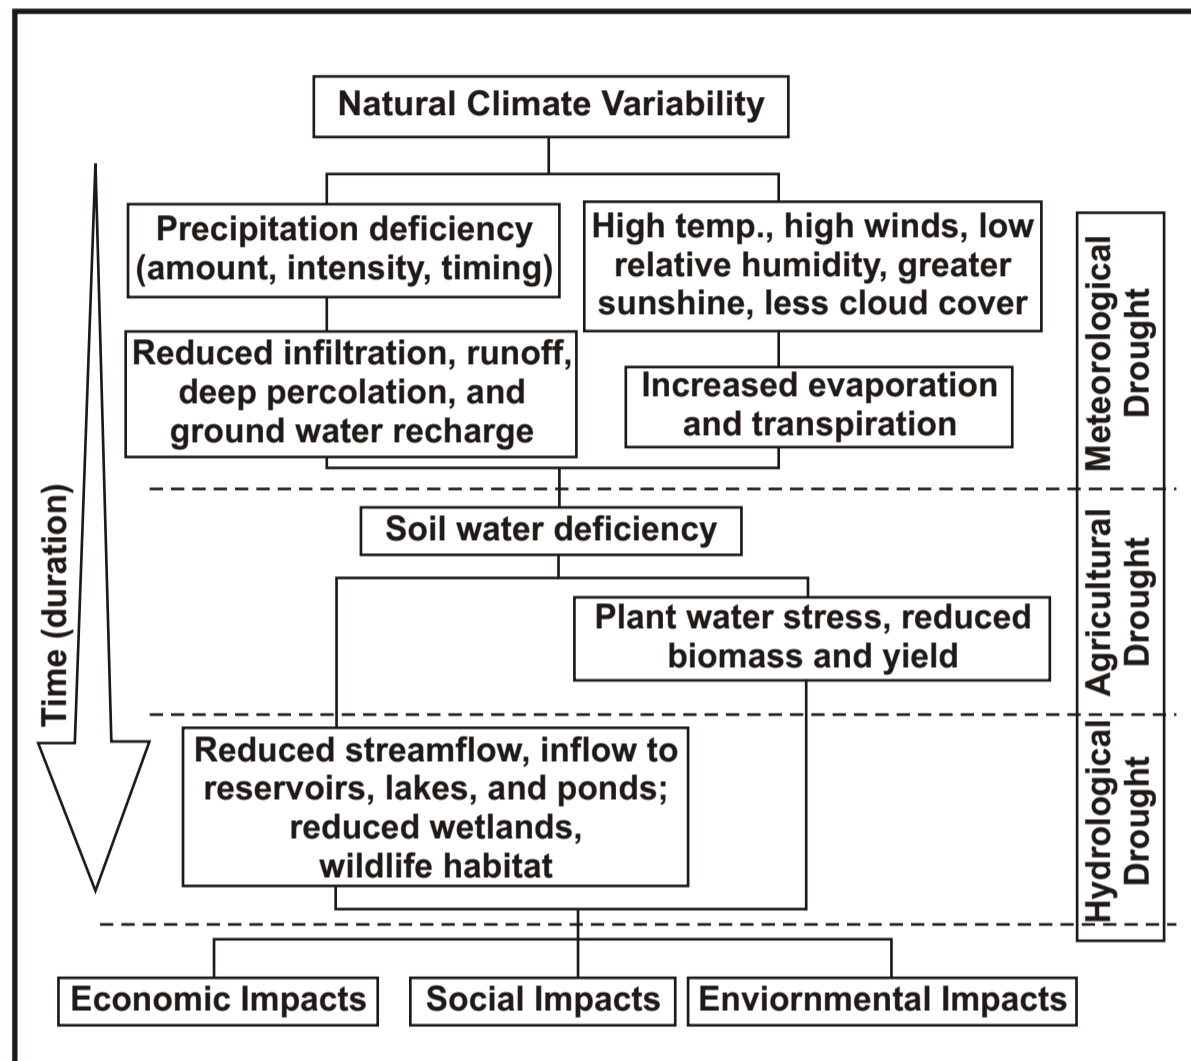 Natural Climate Variability
Precipitation deficiency
(amount, intensity, timing)
High temp., high winds, low
relative humidity, greater
sunshine, less cloud cover
Reduced infiltration, runoff,
deep percolation, and
ground water recharge
Increased evaporation
and transpiration
Meteorological
Drought
Soil water deficiency
Plant water stress, reduced
biomass and yield
Agricultural
Drought
Time (duration)
Reduced streamflow, inflow to
reservoirs, lakes, and ponds;
reduced wetlands,
wildlife habitat
Hydrological
Drought
Economic Impacts
Social Impacts
Enviornmental Impacts